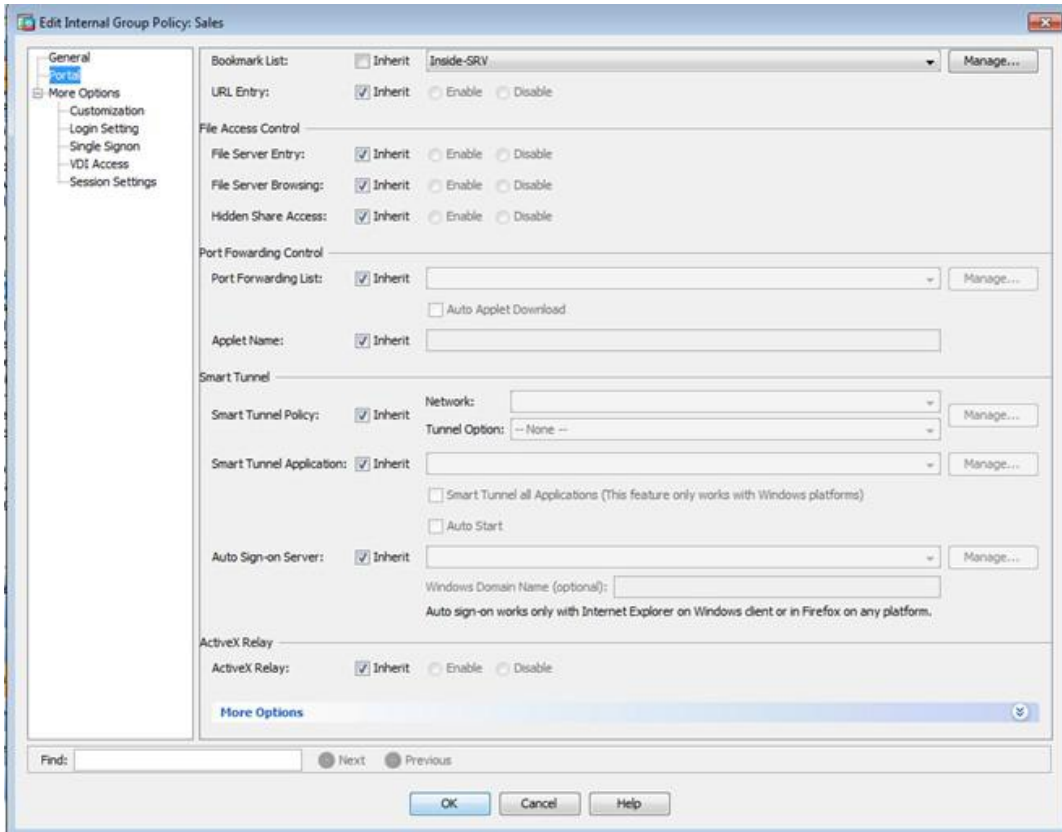 Edit Internal Group Policy: Sales
General
Portal
More Options
Customization
Login Setting
Single Signon
VDI Access
Session Settings
Bookmark List: Inherit Inside-SRV Manage...
URL Entry: Inherit Enable Disable
File Access Control
File Server Entry: Inherit Enable Disable
File Server Browsing: Inherit Enable Disable
Hidden Share Access: Inherit Enable Disable
Port Fowarding Control
Port Forwarding List: Inherit Manage...
Auto Applet Download
Applet Name: Inherit
Smart Tunnel
Smart Tunnel Policy: Inherit Network: Manage...
Tunnel Option: -- None --
Smart Tunnel Application: Inherit Manage...
Smart Tunnel all Applications (This feature only works with Windows platforms)
Auto Start
Auto Sign-on Server: Inherit Manage...
Windows Domain Name (optional):
Auto sign-on works only with Internet Explorer on Windows client or in Firefox on any platform.
ActiveX Relay
ActiveX Relay: Inherit Enable Disable
More Options
Find: Next Previous
OK Cancel Help